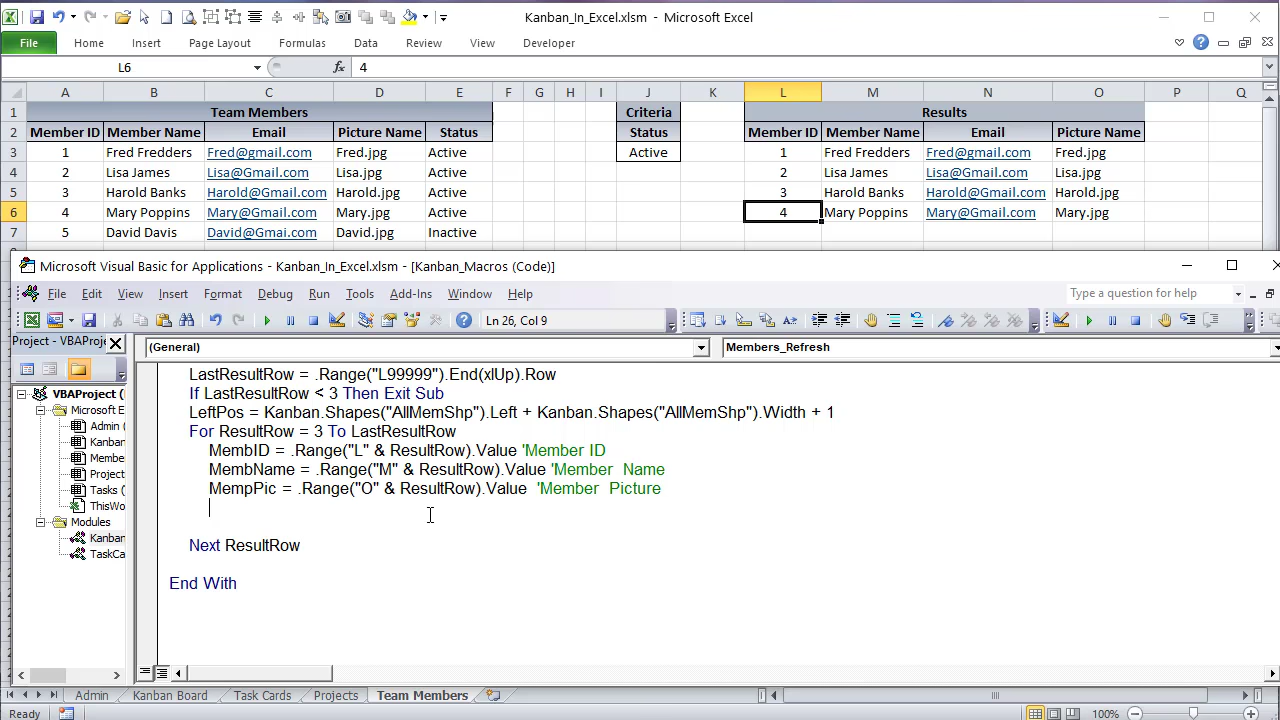 Kanban_In_Excel.xlsm - Microsoft Excel
File Home Insert Page Layout Formulas Data Review View Developer
L6 fx 4
A B C D E F G H I J K L M N O P Q
1 Team Members Criteria Results
2 Member ID Member Name Email Picture Name Status Status Member ID Member Name Email Picture Name
3 1 Fred Fredders Fred@gmail.com Fred.jpg Active Active 1 Fred Fredders Fred@gmail.com Fred.jpg
4 2 Lisa James Lisa@Gmail.com Lisa.jpg Active 2 Lisa James Lisa@Gmail.com Lisa.jpg
5 3 Harold Banks Harold@Gmail.com Harold.jpg Active 3 Harold Banks Harold@Gmail.com Harold.jpg
6 4 Mary Poppins Mary@Gmail.com Mary.jpg Active 4 Mary Poppins Mary@Gmail.com Mary.jpg
7 5 David Davis David@Gmai.com David.jpg Inactive
Microsoft Visual Basic for Applications - Kanban_In_Excel.xlsm - [Kanban_Macros (Code)]
File Edit View Insert Format Debug Run Tools Add-Ins Window Help Type a question for help
Ln 26, Col 9
Project - VBAProje
(General) Members_Refresh
VBAProject (
Microsoft E
Admin (
Kanban
Membe
Project
Tasks (
ThisWo
Modules
Kanban
TaskCa
LastResultRow = .Range("L99999").End(xlUp).Row
If LastResultRow < 3 Then Exit Sub
LeftPos = Kanban.Shapes("AllMemShp").Left + Kanban.Shapes("AllMemShp").Width + 1
For ResultRow = 3 To LastResultRow
MembID = .Range("L" & ResultRow).Value 'Member ID
MembName = .Range("M" & ResultRow).Value 'Member  Name
MempPic = .Range("O" & ResultRow).Value  'Member  Picture
Next ResultRow
End With
Admin Kanban Board Task Cards Projects Team Members
Ready 100%